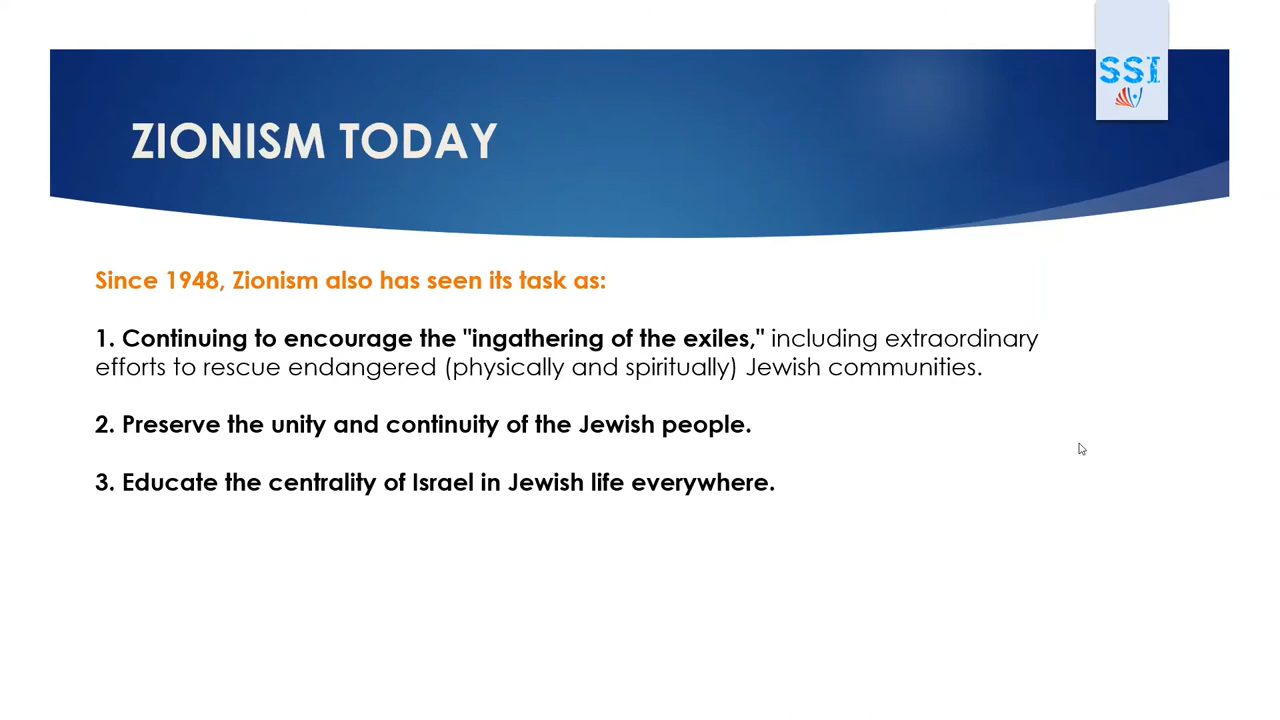 SSI
ZIONISM TODAY
Since 1948, Zionism also has seen its task as:
1. Continuing to encourage the "ingathering of the exiles," including extraordinary
efforts to rescue endangered (physically and spiritually) Jewish communities.
2. Preserve the unity and continuity of the Jewish people.
3. Educate the centrality of Israel in Jewish life everywhere.